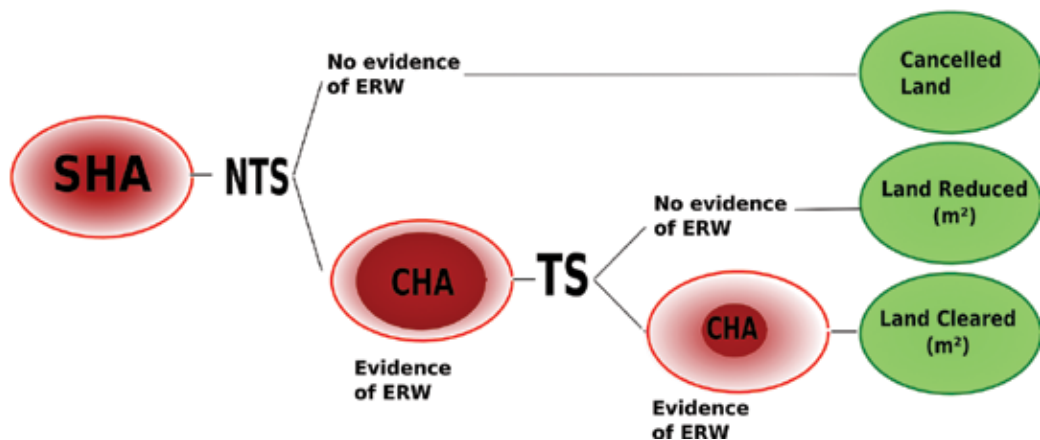 SHA
NTS
No evidence
of ERW
Cancelled
Land
CHA
Evidence
of ERW
TS
No evidence
of ERW
Land Reduced
(m²)
CHA
Evidence
of ERW
Land Cleared
(m²)